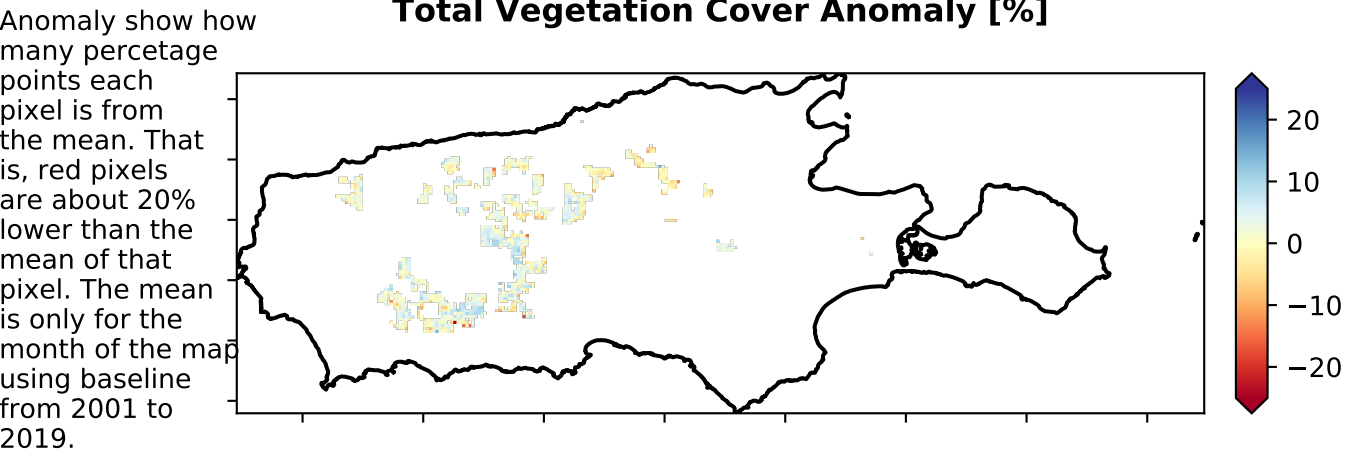 Total Vegetation Cover Anomaly [%]
Anomaly show how
many percetage
points each
pixel is from
the mean. That
is, red pixels
are about 20%
lower than the
mean of that
pixel. The mean
is only for the
month of the map
using baseline
from 2001 to
2019.
20
10
0
−10
−20